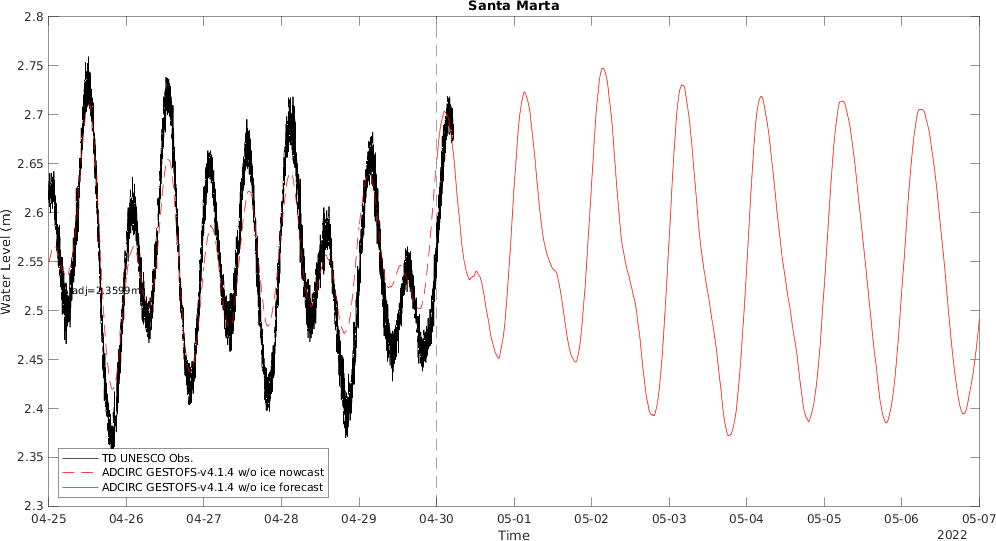 Santa Marta
2.8
2.75
2.7
2.65
2.6
2.55
2.5
2.45
2.4
2.35
2.3
Water Level (m)
adj=2.3599m
TD UNESCO Obs.
ADCIRC GESTOFS-v4.1.4 w/o ice nowcast
ADCIRC GESTOFS-v4.1.4 w/o ice forecast
04-25 04-26 04-27 04-28 04-29 04-30 05-01 05-02 05-03 05-04 05-05 05-06 05-07
Time
2022